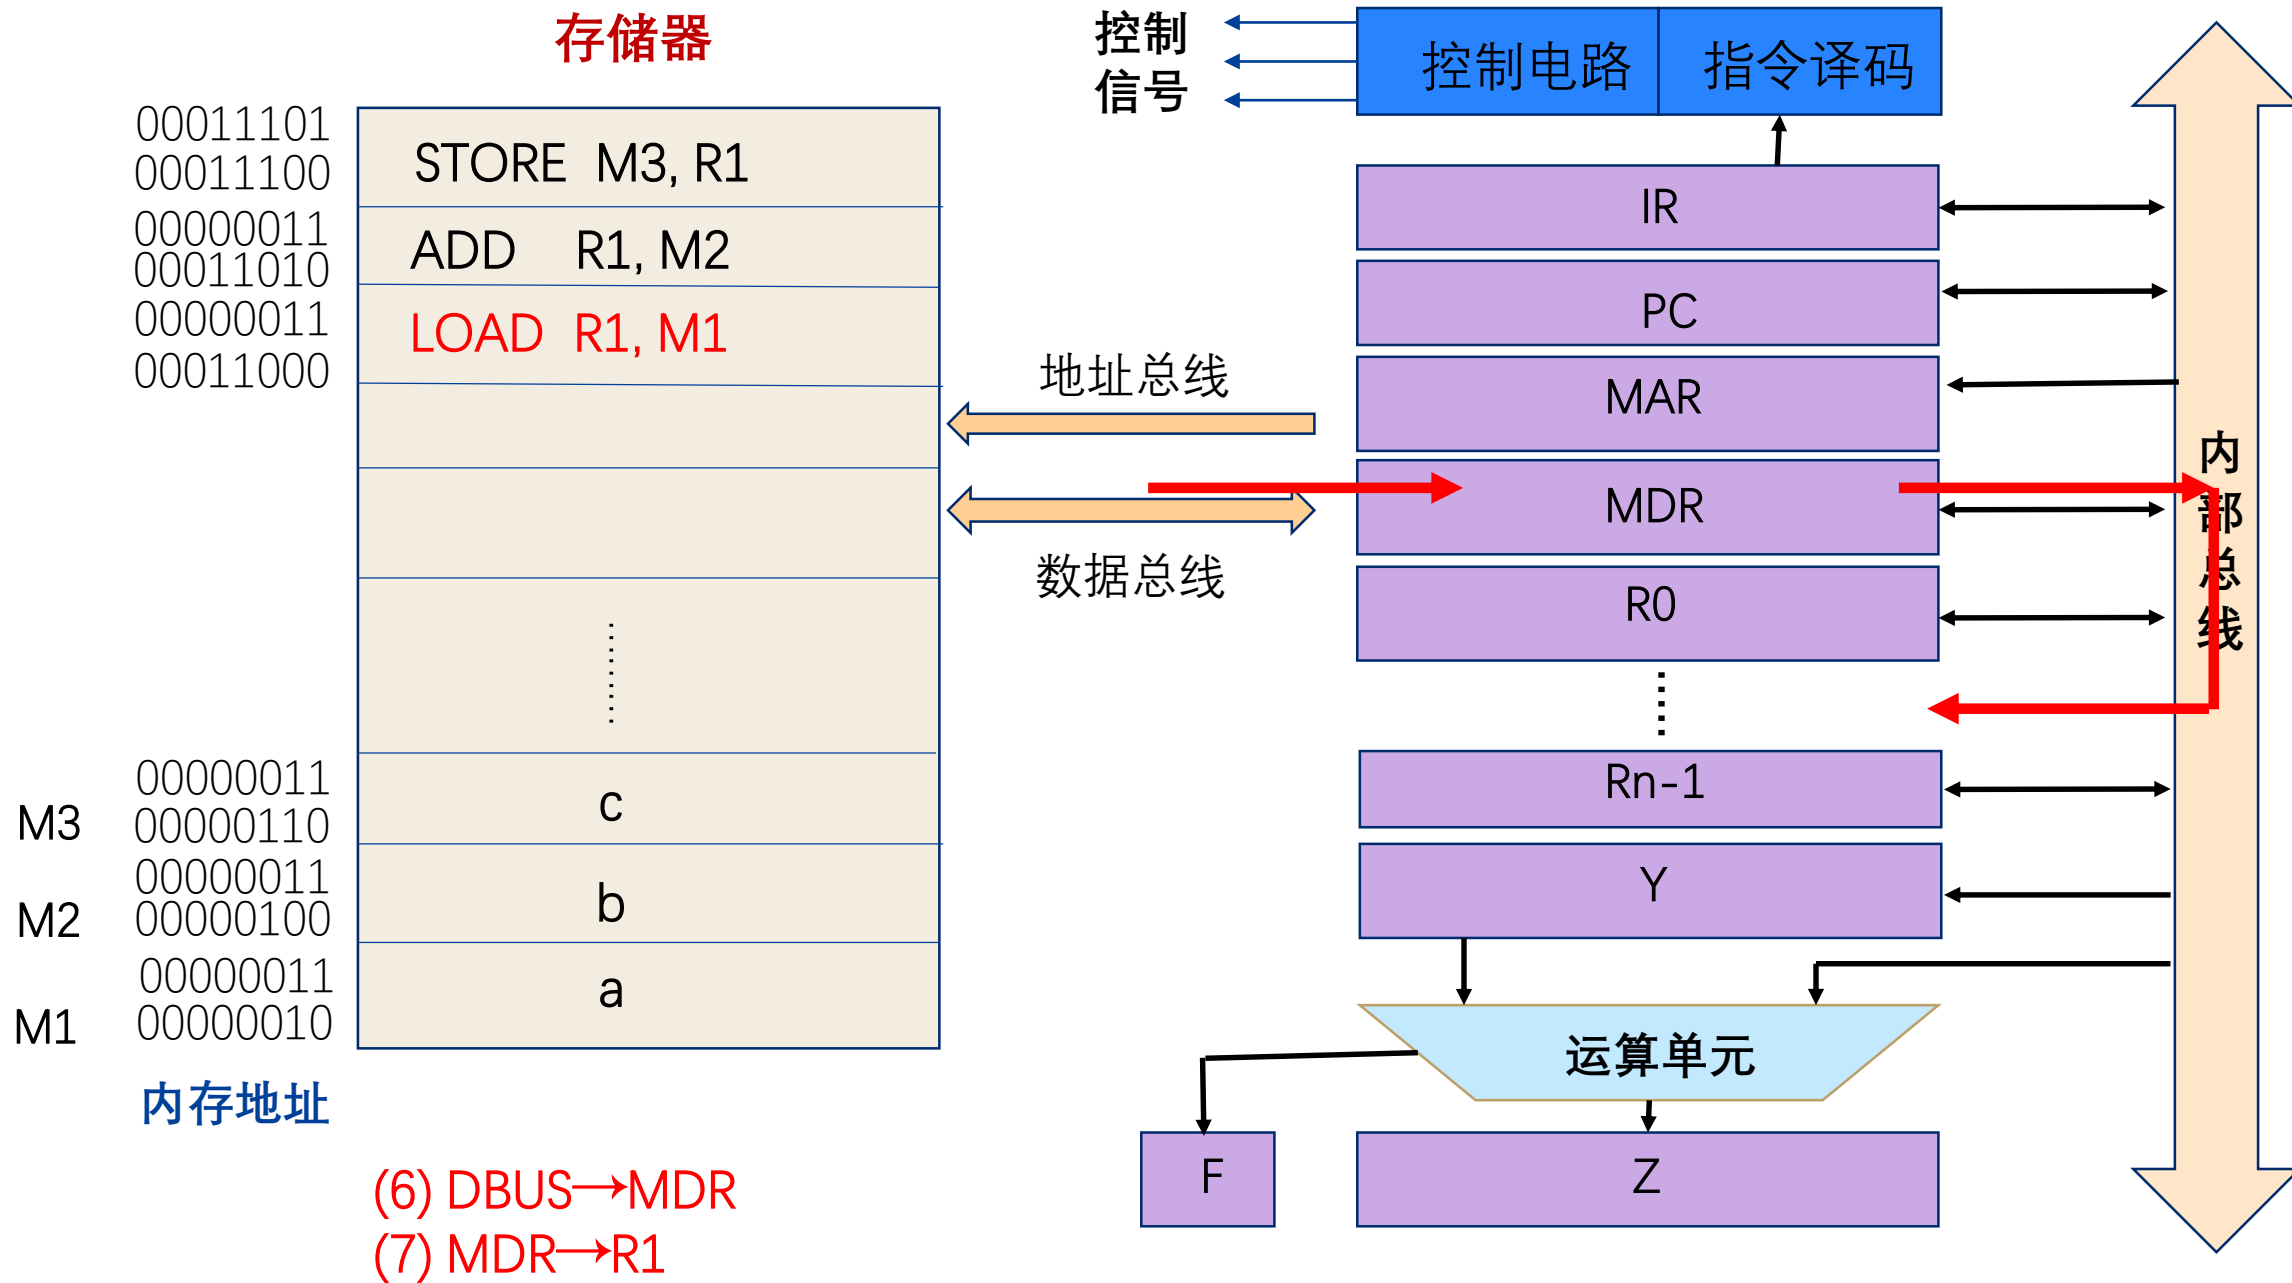 存储器
00011101
00011100
STORE M3, R1
00000011
00011010
ADD R1, M2
00000011
00011000
LOAD R1, M1
M3
00000011
00000110
c
M2
00000011
00000100
b
M1
00000011
00000010
a
内存地址
(6) DBUS→MDR
(7) MDR→R1
地址总线
数据总线
控制
信号
控制电路
指令译码
IR
PC
MAR
MDR
R0
Rn-1
Y
运算单元
F
Z
内
部
总
线